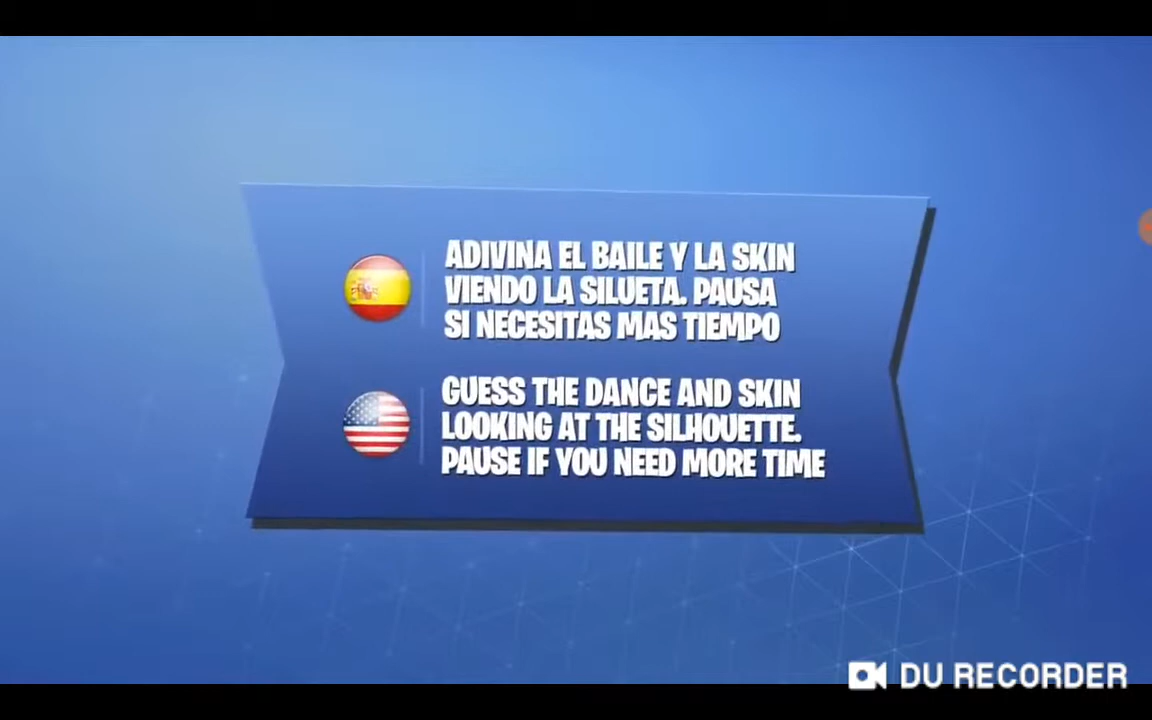 ADIVINA EL BAILE Y LA SKIN
VIENDO LA SILUETA. PAUSA
SI NECESITAS MAS TIEMPO
GUESS THE DANCE AND SKIN
LOOKING AT THE SILHOUETTE.
PAUSE IF YOU NEED MORE TIME
DU RECORDER